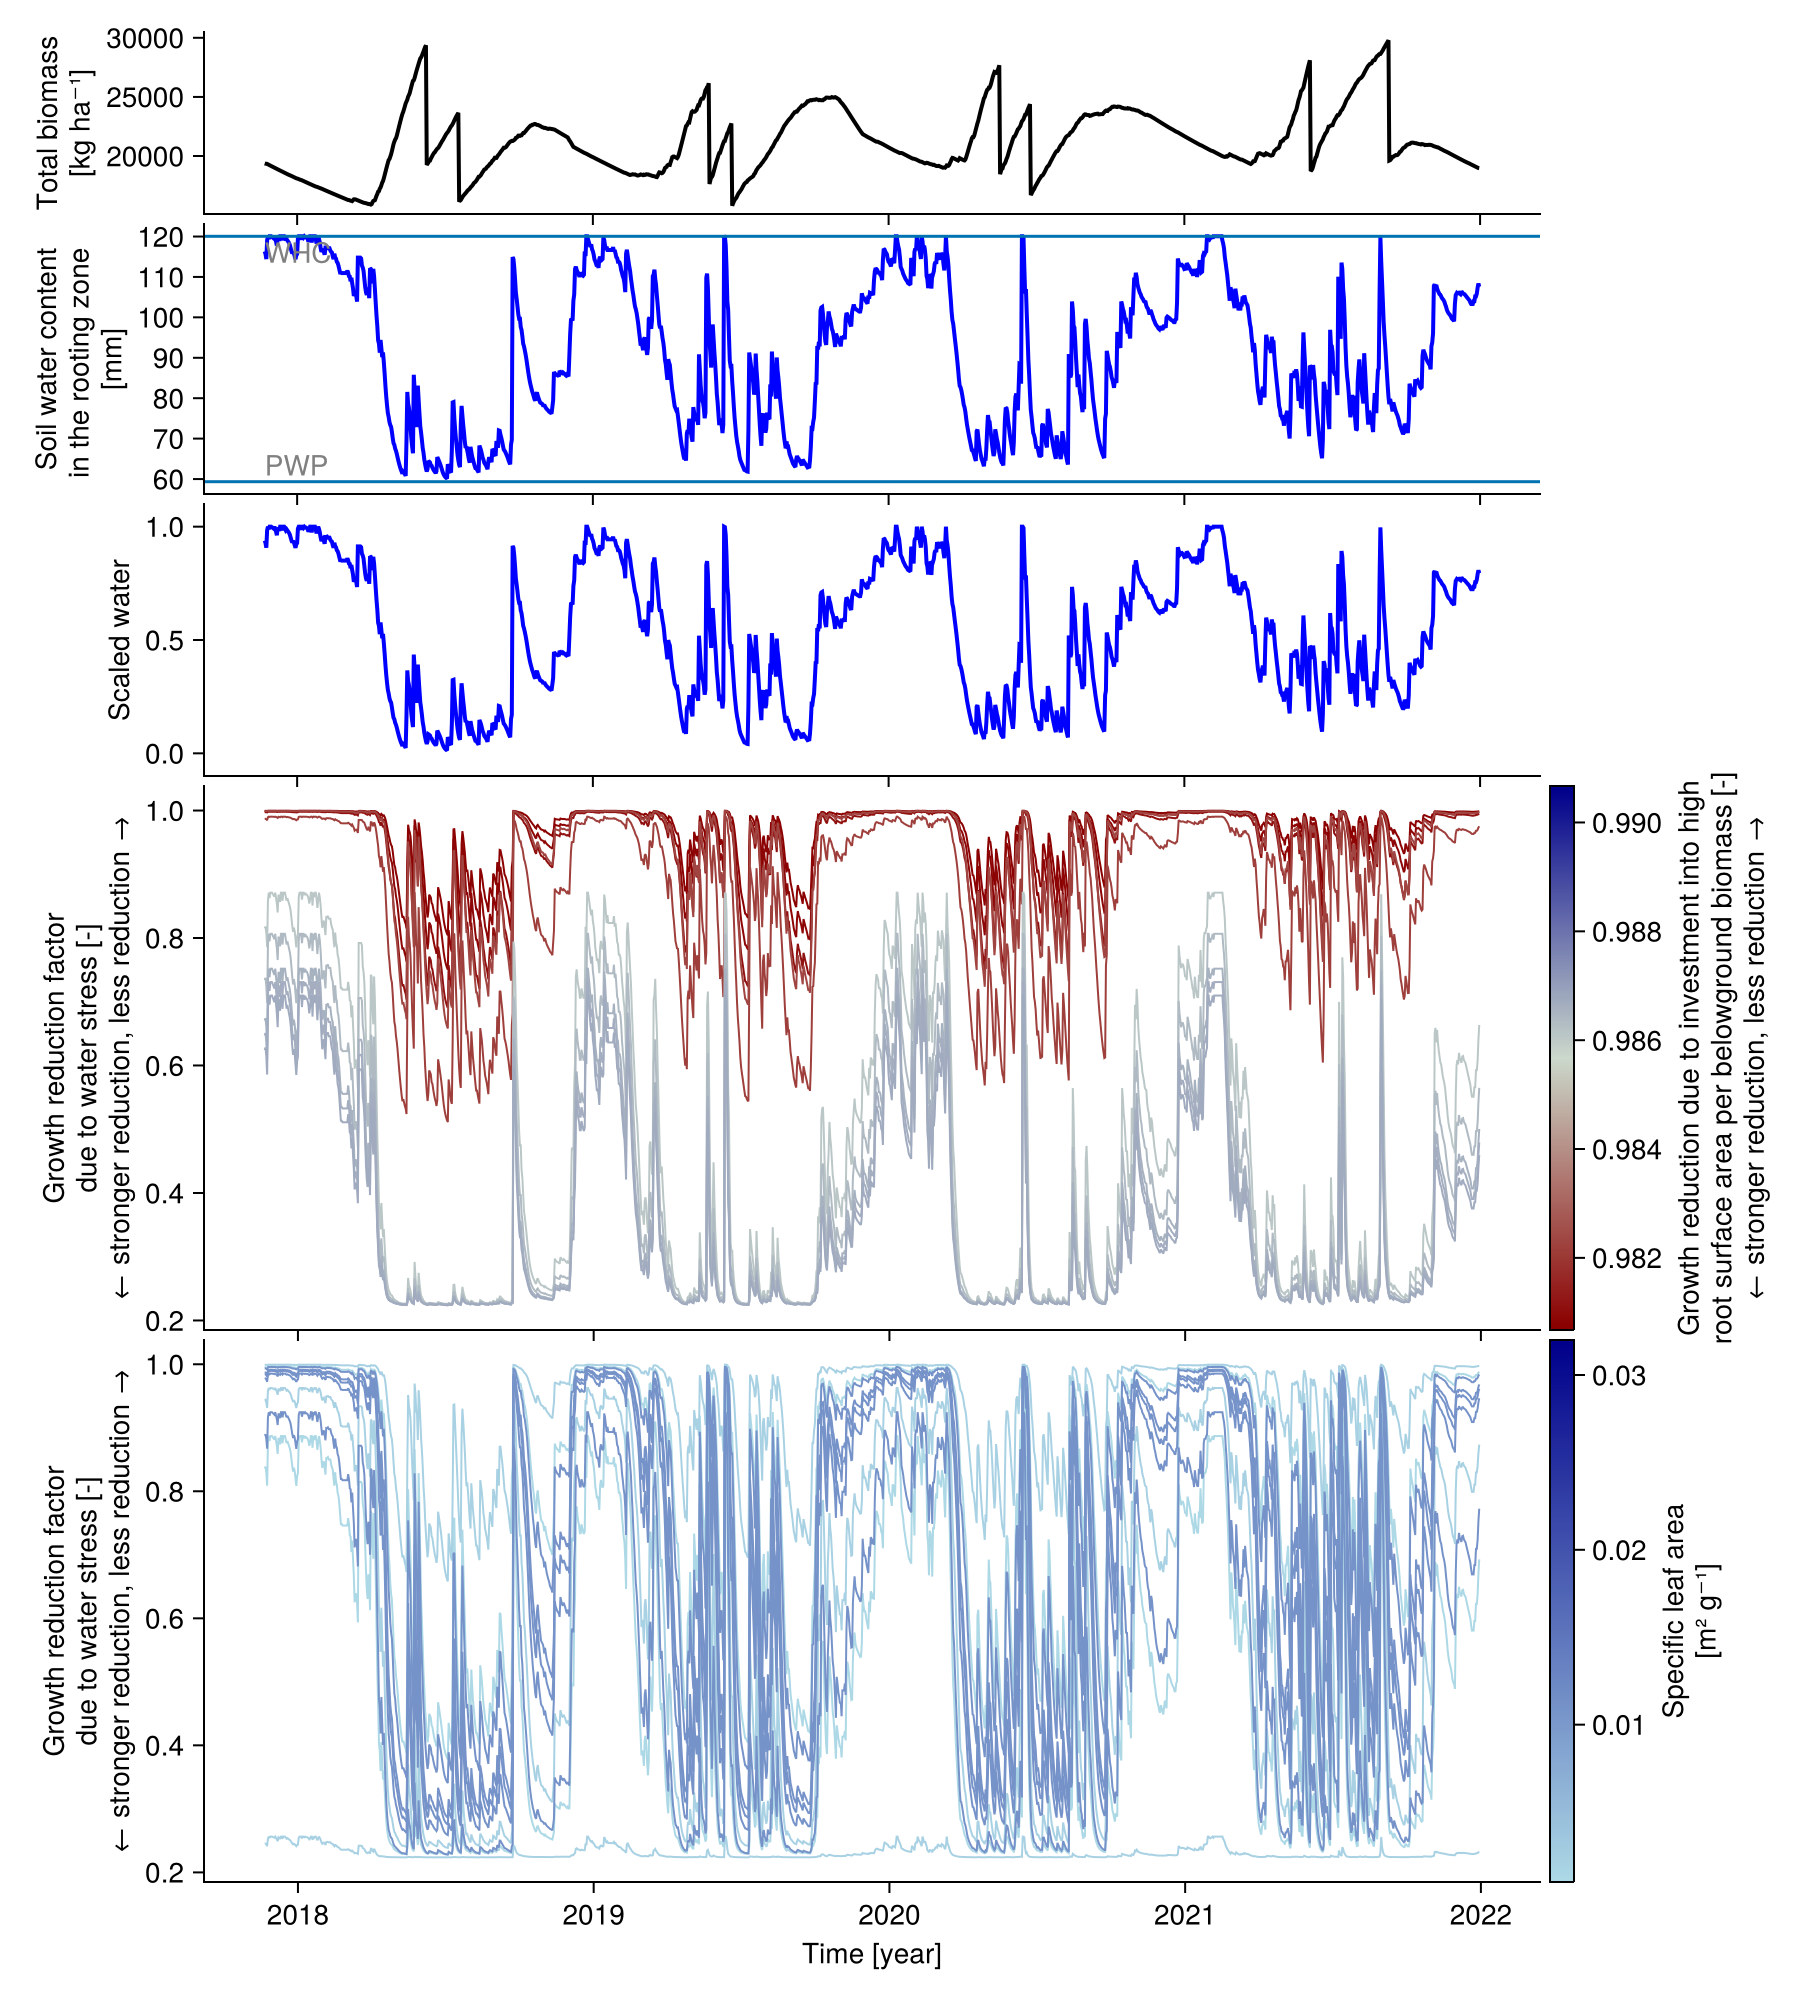 Total biomass
[kg ha⁻¹]
30000
25000
20000
Soil water content
in the rooting zone
[mm]
120
110
100
90
80
70
60
WHC
PWP
Scaled water
1.0
0.5
0.0
Growth reduction factor
due to water stress [-]
← stronger reduction, less reduction →
1.0
0.8
0.6
0.4
0.2
0.990
0.988
0.986
0.984
0.982
Growth reduction due to investment into high
root surface area per belowground biomass [-]
← stronger reduction, less reduction →
Growth reduction factor
due to water stress [-]
← stronger reduction, less reduction →
1.0
0.8
0.6
0.4
0.2
0.03
0.02
0.01
Specific leaf area
[m² g⁻¹]
2018
2019
2020
2021
2022
Time [year]